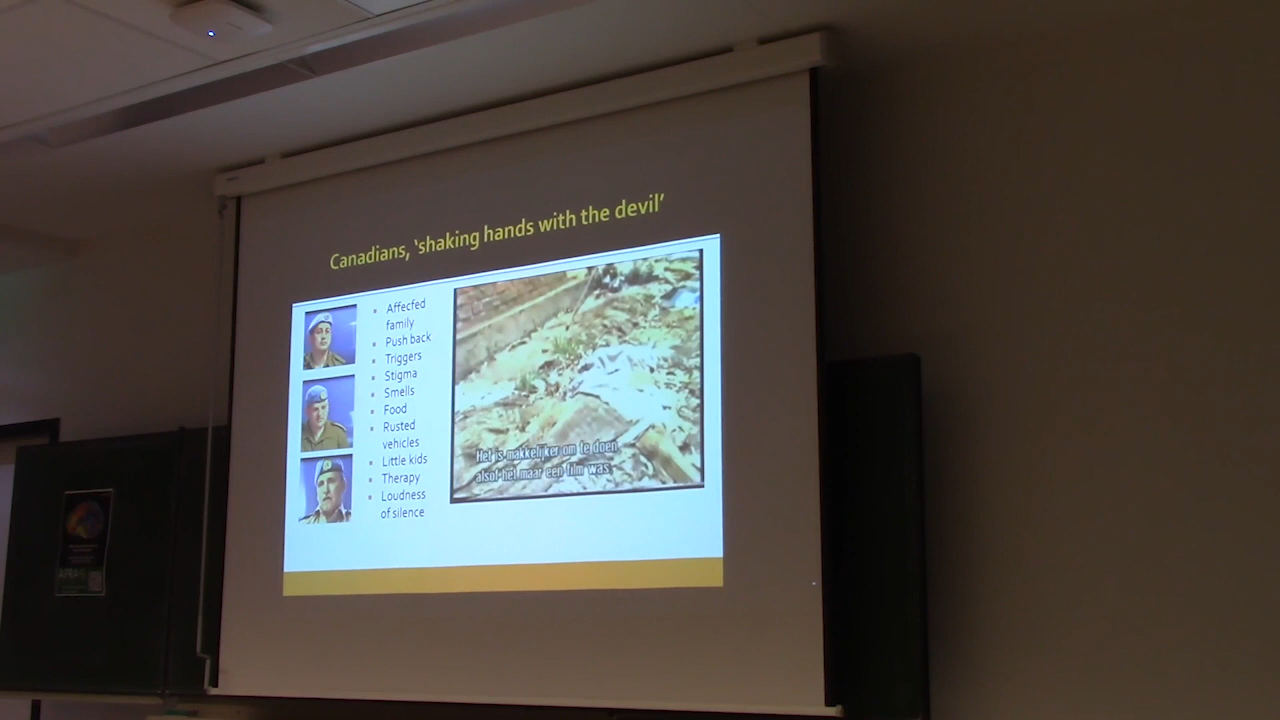 Canadians, 'shaking hands with the devil'
Affecfed
family
Push back
Triggers
Stigma
Smells
Food
Rusted
vehicles
Little kids
Therapy
Loudness
of silence
Het is makkelijker om te doen
alsof het maar een film was.